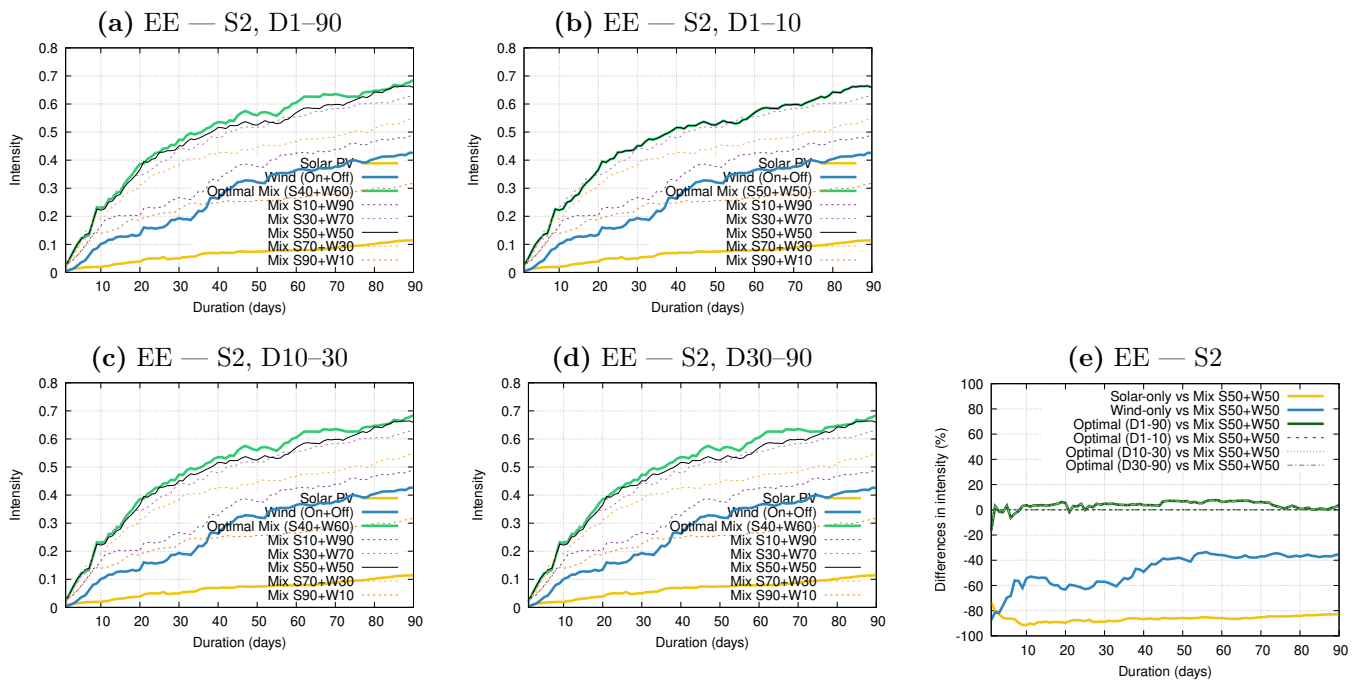 (a) EE — S2, D1–90
0.8
0.7
0.6
0.5
0.4
0.3
0.2
0.1
0
Intensity
Solar PV
Wind (On+Off)
Optimal Mix (S40+W60)
Mix S10+W90
Mix S30+W70
Mix S50+W50
Mix S70+W30
Mix S90+W10
10 20 30 40 50 60 70 80 90
Duration (days)
(b) EE — S2, D1–10
0.8
0.7
0.6
0.5
0.4
0.3
0.2
0.1
0
Intensity
Solar PV
Wind (On+Off)
Optimal Mix (S50+W50)
Mix S10+W90
Mix S30+W70
Mix S50+W50
Mix S70+W30
Mix S90+W10
10 20 30 40 50 60 70 80 90
Duration (days)
(c) EE — S2, D10–30
0.8
0.7
0.6
0.5
0.4
0.3
0.2
0.1
0
Intensity
Solar PV
Wind (On+Off)
Optimal Mix (S40+W60)
Mix S10+W90
Mix S30+W70
Mix S50+W50
Mix S70+W30
Mix S90+W10
10 20 30 40 50 60 70 80 90
Duration (days)
(d) EE — S2, D30–90
0.8
0.7
0.6
0.5
0.4
0.3
0.2
0.1
0
Intensity
Solar PV
Wind (On+Off)
Optimal Mix (S40+W60)
Mix S10+W90
Mix S30+W70
Mix S50+W50
Mix S70+W30
Mix S90+W10
10 20 30 40 50 60 70 80 90
Duration (days)
(e) EE — S2
100
80
60
40
20
0
-20
-40
-60
-80
-100
Differences in intensity (%)
Solar-only vs Mix S50+W50
Wind-only vs Mix S50+W50
Optimal (D1-90) vs Mix S50+W50
Optimal (D1-10) vs Mix S50+W50
Optimal (D10-30) vs Mix S50+W50
Optimal (D30-90) vs Mix S50+W50
10 20 30 40 50 60 70 80 90
Duration (days)